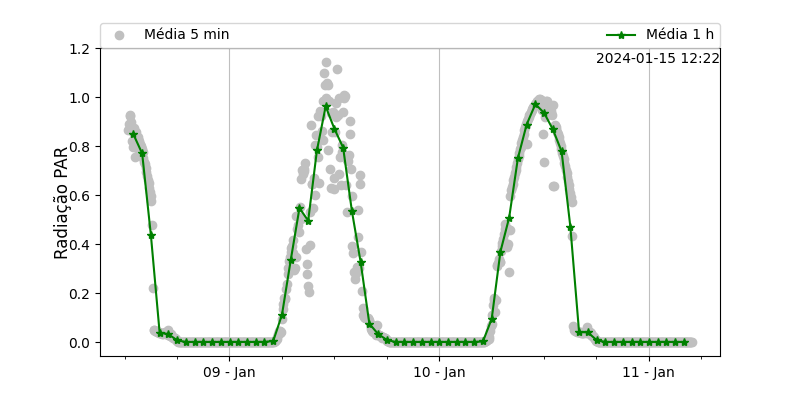 Média 5 min
Média 1 h
2024-01-15 12:22
Radiação PAR
1.2
1.0
0.8
0.6
0.4
0.2
0.0
09 - Jan
10 - Jan
11 - Jan